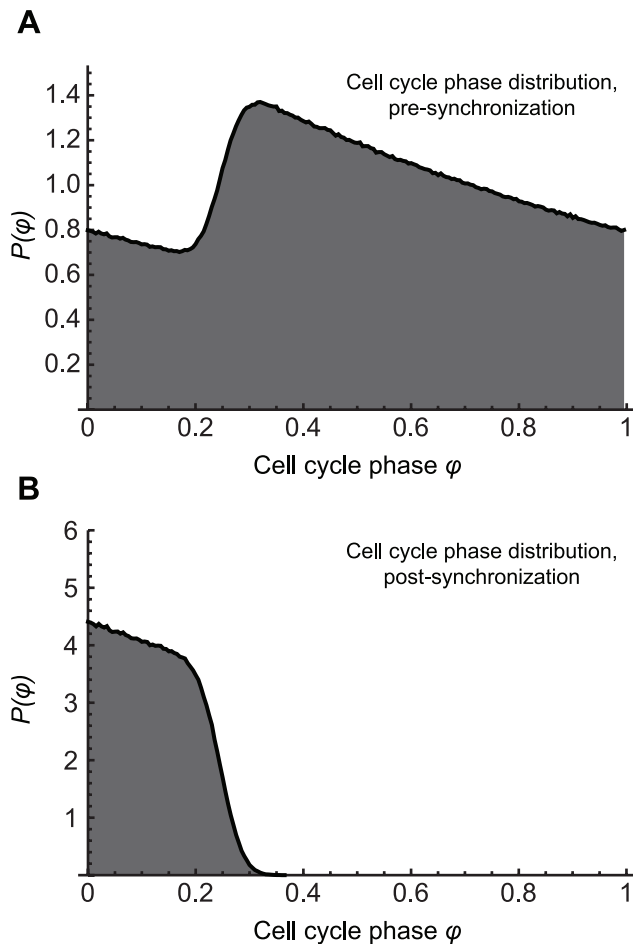 A
Cell cycle phase distribution,
pre-synchronization
1.4
1.2
1.0
0.8
0.6
0.4
0.2
P(φ)
0 0.2 0.4 0.6 0.8 1
Cell cycle phase φ
B
Cell cycle phase distribution,
post-synchronization
6
5
4
3
2
1
P(φ)
0 0.2 0.4 0.6 0.8 1
Cell cycle phase φ